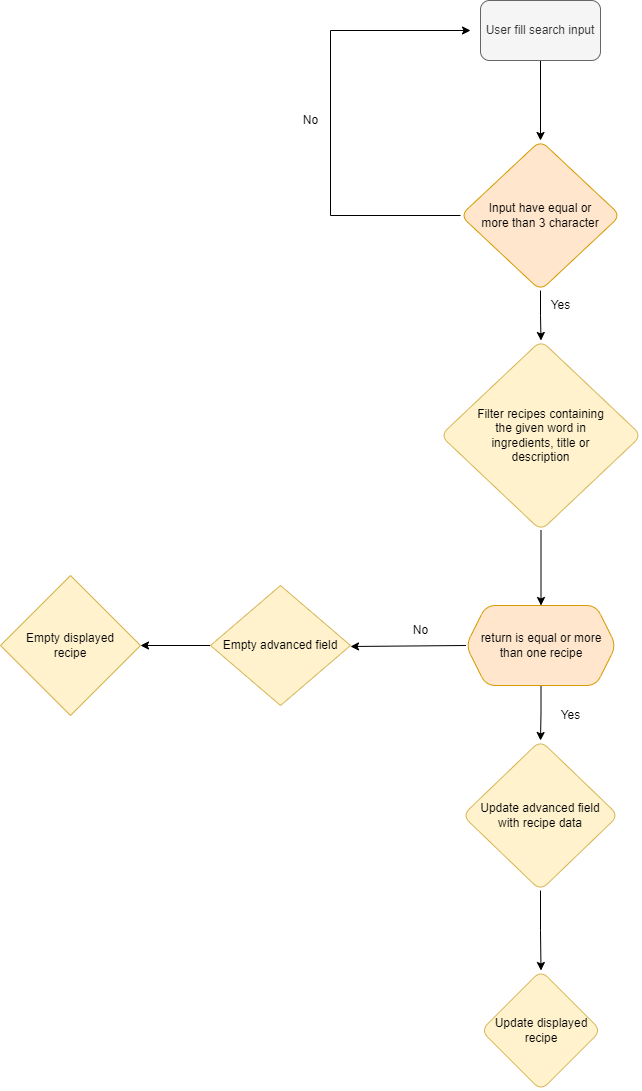 User fill search input
No
Input have equal or
more than 3 character
Yes
Filter recipes containing
the given word in
ingredients, title or
description
Empty displayed
recipe
Empty advanced field
No
return is equal or more
than one recipe
Yes
Update advanced field
with recipe data
Update displayed
recipe